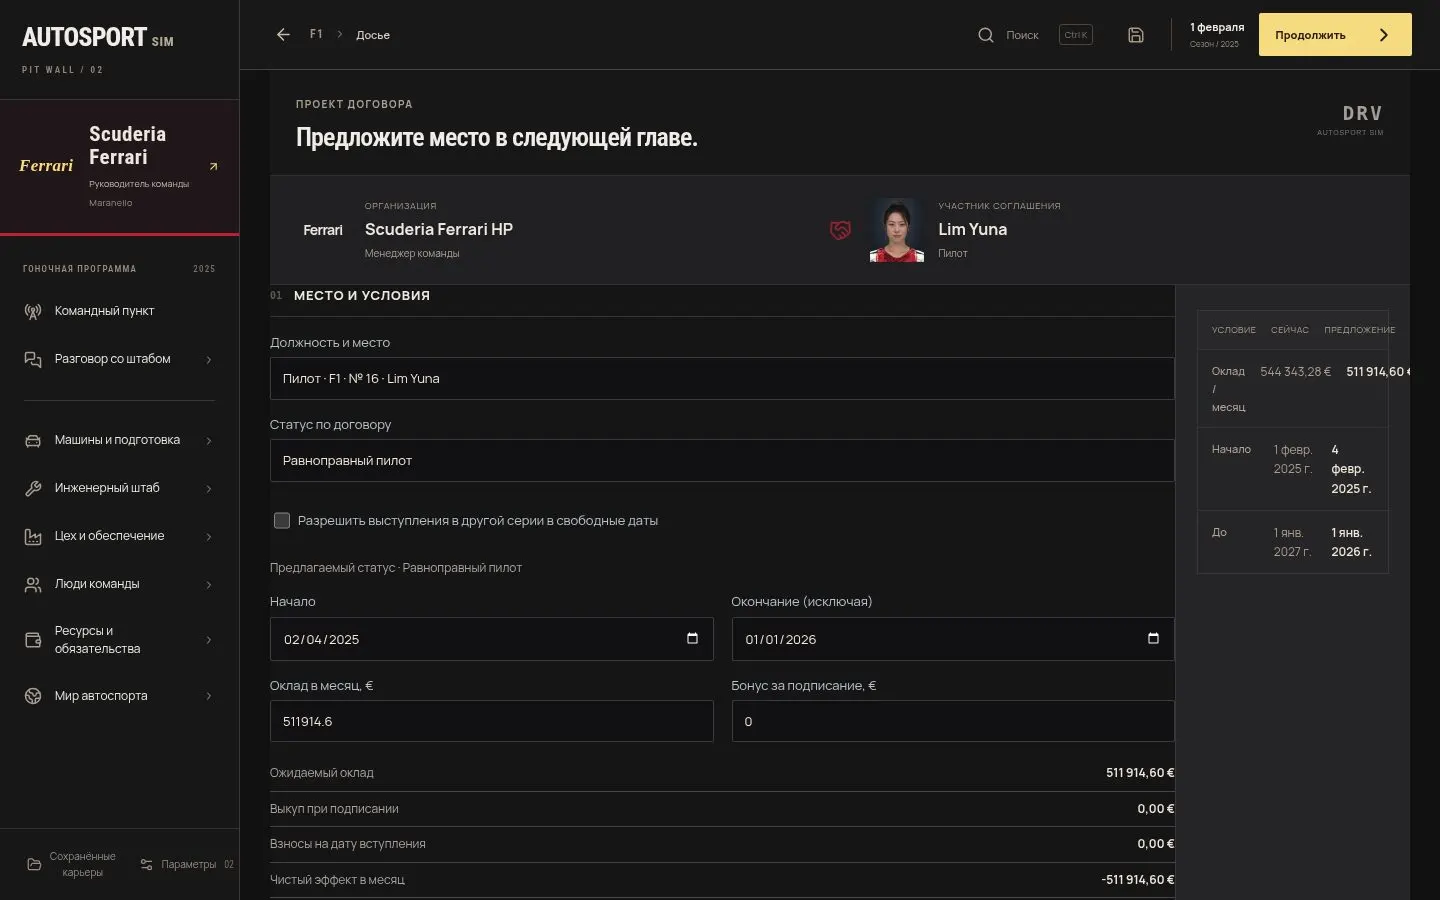 AUTOSPORT SIM
PIT WALL / 02
Ferrari
Scuderia
Ferrari
Руководитель команды
Maranello
ГОНОЧНАЯ ПРОГРАММА 2025
Командный пункт
Разговор со штабом
Машины и подготовка
Инженерный штаб
Цех и обеспечение
Люди команды
Ресурсы и
обязательства
Мир автоспорта
Сохранённые
карьеры
Параметры 02
F1 Досье
Поиск Ctrl K
1 февраля
Сезон / 2025
Продолжить
ПРОЕКТ ДОГОВОРА
Предложите место в следующей главе.
DRV
AUTOSPORT SIM
Ferrari
ОРГАНИЗАЦИЯ
Scuderia Ferrari HP
Менеджер команды
УЧАСТНИК СОГЛАШЕНИЯ
Lim Yuna
Пилот
01 МЕСТО И УСЛОВИЯ
Должность и место
Пилот · F1 · № 16 · Lim Yuna
Статус по договору
Равноправный пилот
Разрешить выступления в другой серии в свободные даты
Предлагаемый статус · Равноправный пилот
Начало
02/04/2025
Окончание (исключая)
01/01/2026
Оклад в месяц, €
511914.6
Бонус за подписание, €
0
Ожидаемый оклад 511 914,60 €
Выкуп при подписании 0,00 €
Взносы на дату вступления 0,00 €
Чистый эффект в месяц -511 914,60 €
УСЛОВИЕ СЕЙЧАС ПРЕДЛОЖЕНИЕ
Оклад 544 343,28 € 511 914,60 €
/
месяц
Начало 1 февр. 4
2025 г. февр.
2025 г.
До 1 янв. 1 янв.
2027 г. 2026 г.